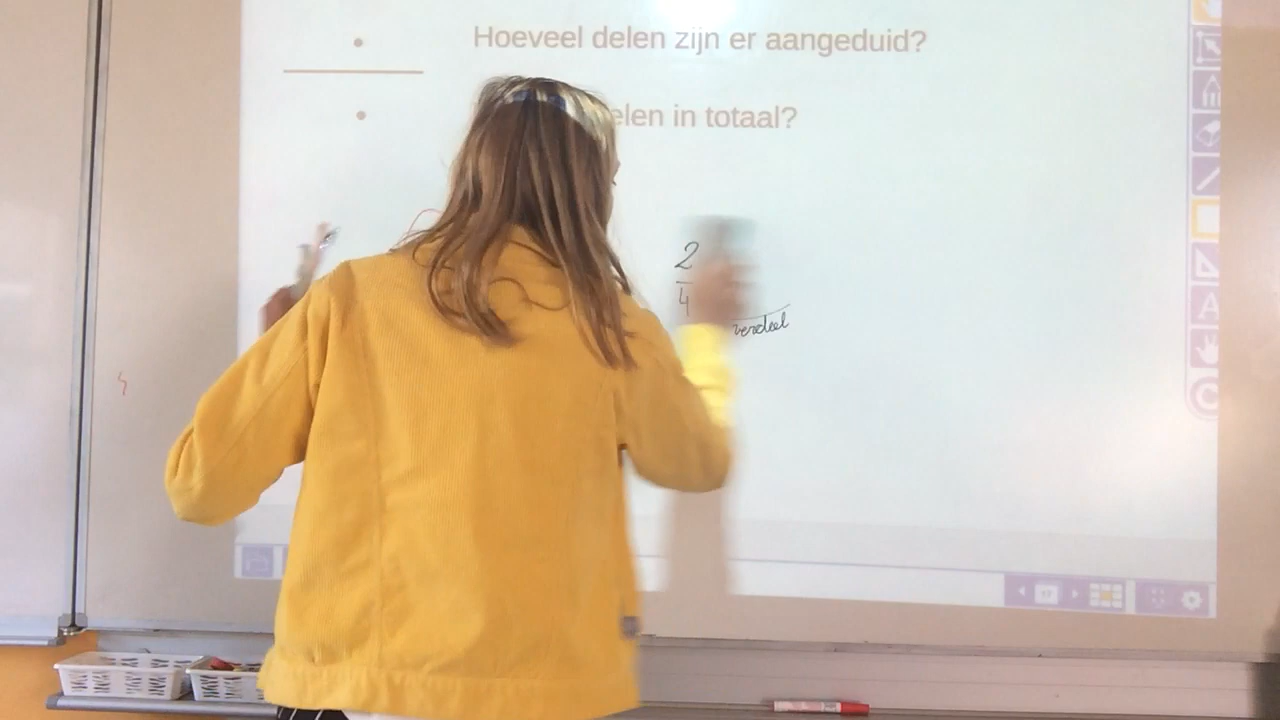 Hoeveel delen zijn er aangeduid?
elen in totaal?
2
4
verdeel